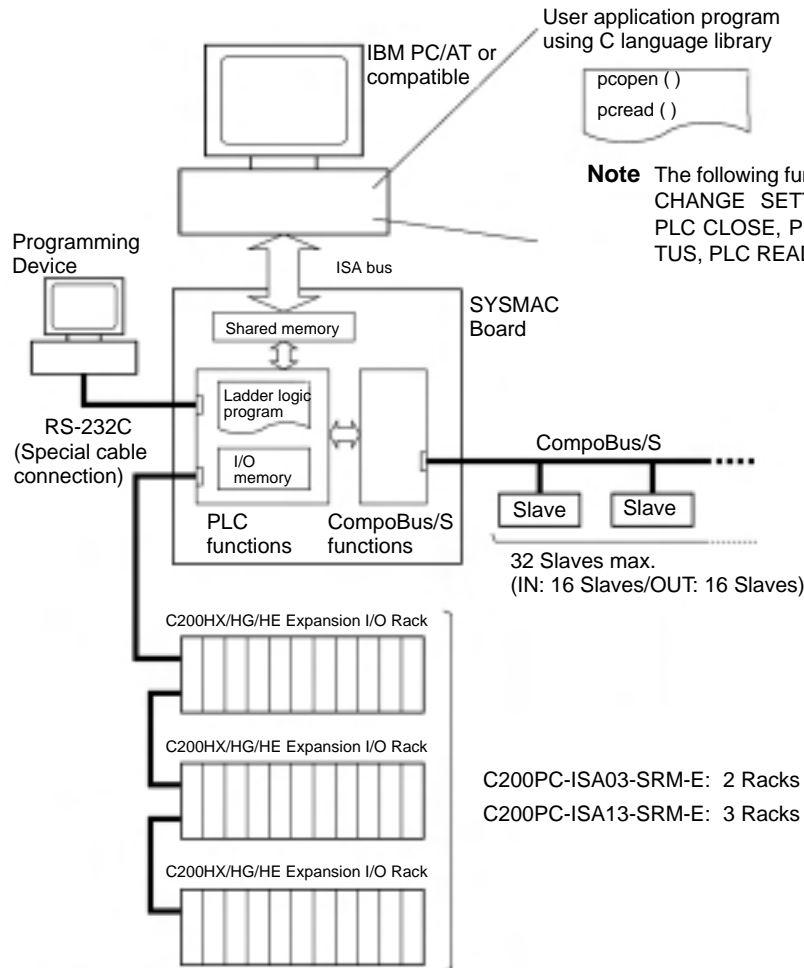 User application program
using C language library
IBM PC/AT or
compatible
pcopen ( )
pcread ( )
Note The following
CHANGE
PLC CLOSE,
TUS, PLC
Programming
Device
ISA bus
SYSMAC
Board
Shared memory
Ladder logic
program
I/O
memory
RS-232C
(Special cable
connection)
PLC
functions
CompoBus/S
functions
CompoBus/S
Slave
Slave
32 Slaves max.
(IN: 16 Slaves/OUT: 16 Slaves)
C200HX/HG/HE Expansion I/O Rack
C200HX/HG/HE Expansion I/O Rack
C200PC-ISA03-SRM-E: 2 Racks
C200PC-ISA13-SRM-E: 3 Racks
C200HX/HG/HE Expansion I/O Rack